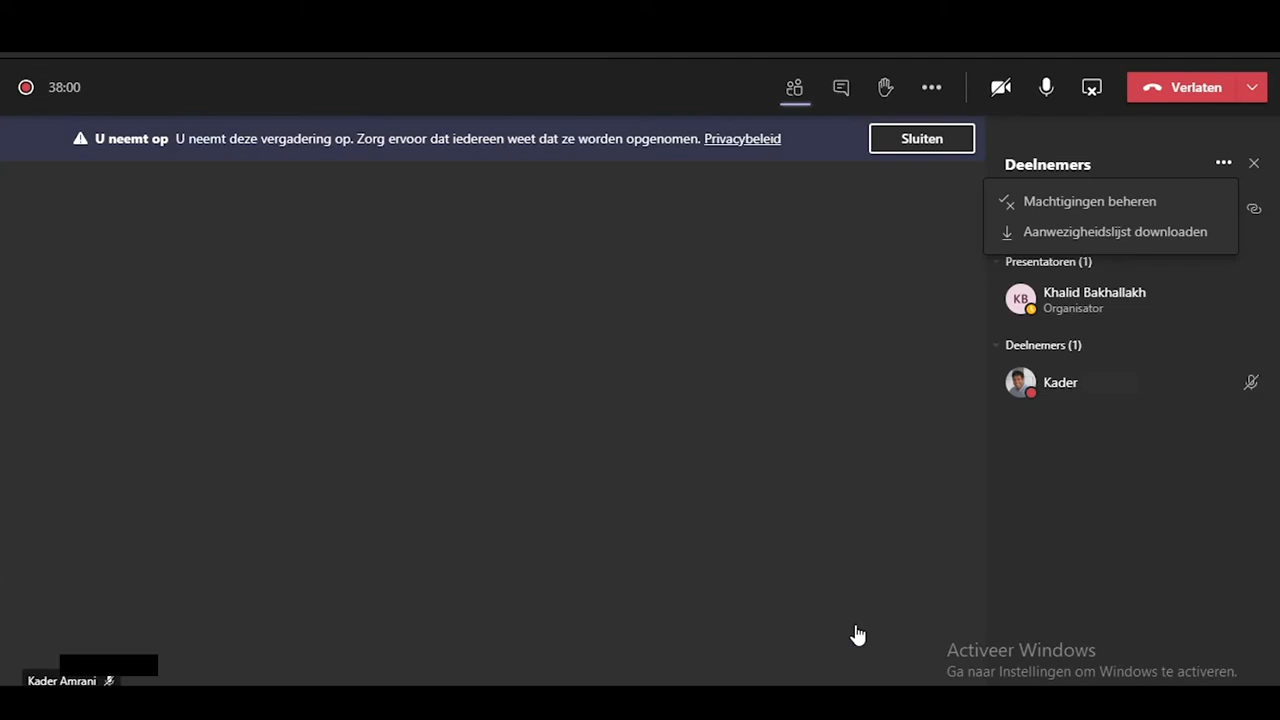 38:00
Verlaten
U neemt op U neemt deze vergadering op. Zorg ervoor dat iedereen weet dat ze worden opgenomen. Privacybeleid
Sluiten
Deelnemers
Machtigingen beheren
Aanwezigheidslijst downloaden
Presentatoren (1)
KB
Khalid Bakhallakh
Organisator
Deelnemers (1)
Kader
Activeer Windows
Ga naar Instellingen om Windows te activeren.
Kader Amrani